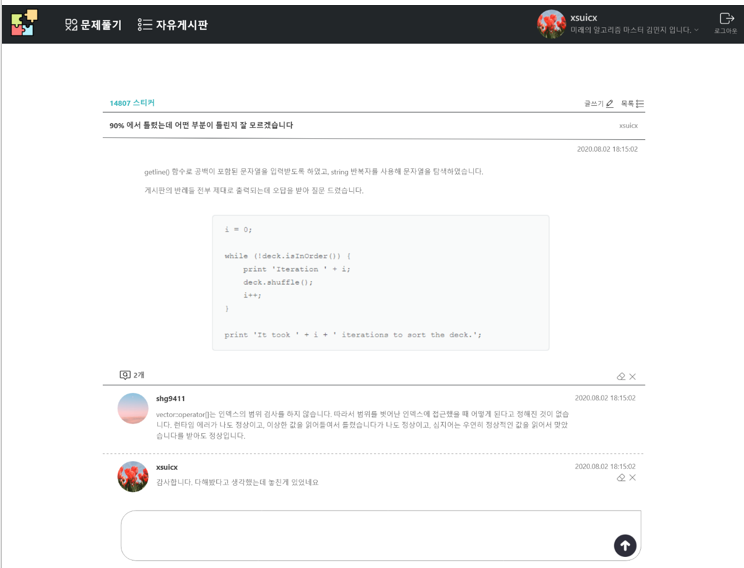 문제풀기 자유게시판 xsuicx
미래의 알고리즘 마스터 김민지 입니다. 로그아웃
14807 스티커 글쓰기 목록
90% 에서 틀렸는데 어떤 부분이 틀린지 잘 모르겠습니다 xsuicx
2020.08.02 18:15:02
getline() 함수로 공백이 포함된 문자열을 입력받도록 하였고, string 반복지를 사용해 문자열을 탐색하였습니다.
게시판의 반례들 전부 제대로 출력되는데 오답을 받아 질문 드렸습니다.
i = 0;
while (!deck.isInOrder()) {
print 'Iteration ' + i;
deck.shuffle();
i++;
}
print 'It took ' + i + ' iterations to sort the deck.';
2개
shg9411 2020.08.02 18:15:02
vector::operator[]는 인덱스의 범위 검사를 하지 않습니다. 따라서 범위를 벗어난 인덱스에 접근했을 때 어떻게 된다고 정해진 것이 없습
니다. 런타임 에러가 나도 정상이고, 이상한 값을 읽어들여서 틀렸습니다가 나도 정상이고, 심지어는 우연히 정상적인 값을 읽어서 맞았
습니다를 받아도 정상입니다.
xsuicx 2020.08.02 18:15:02
감사합니다. 다해봤다고 생각했는데 놓친게 있었네요